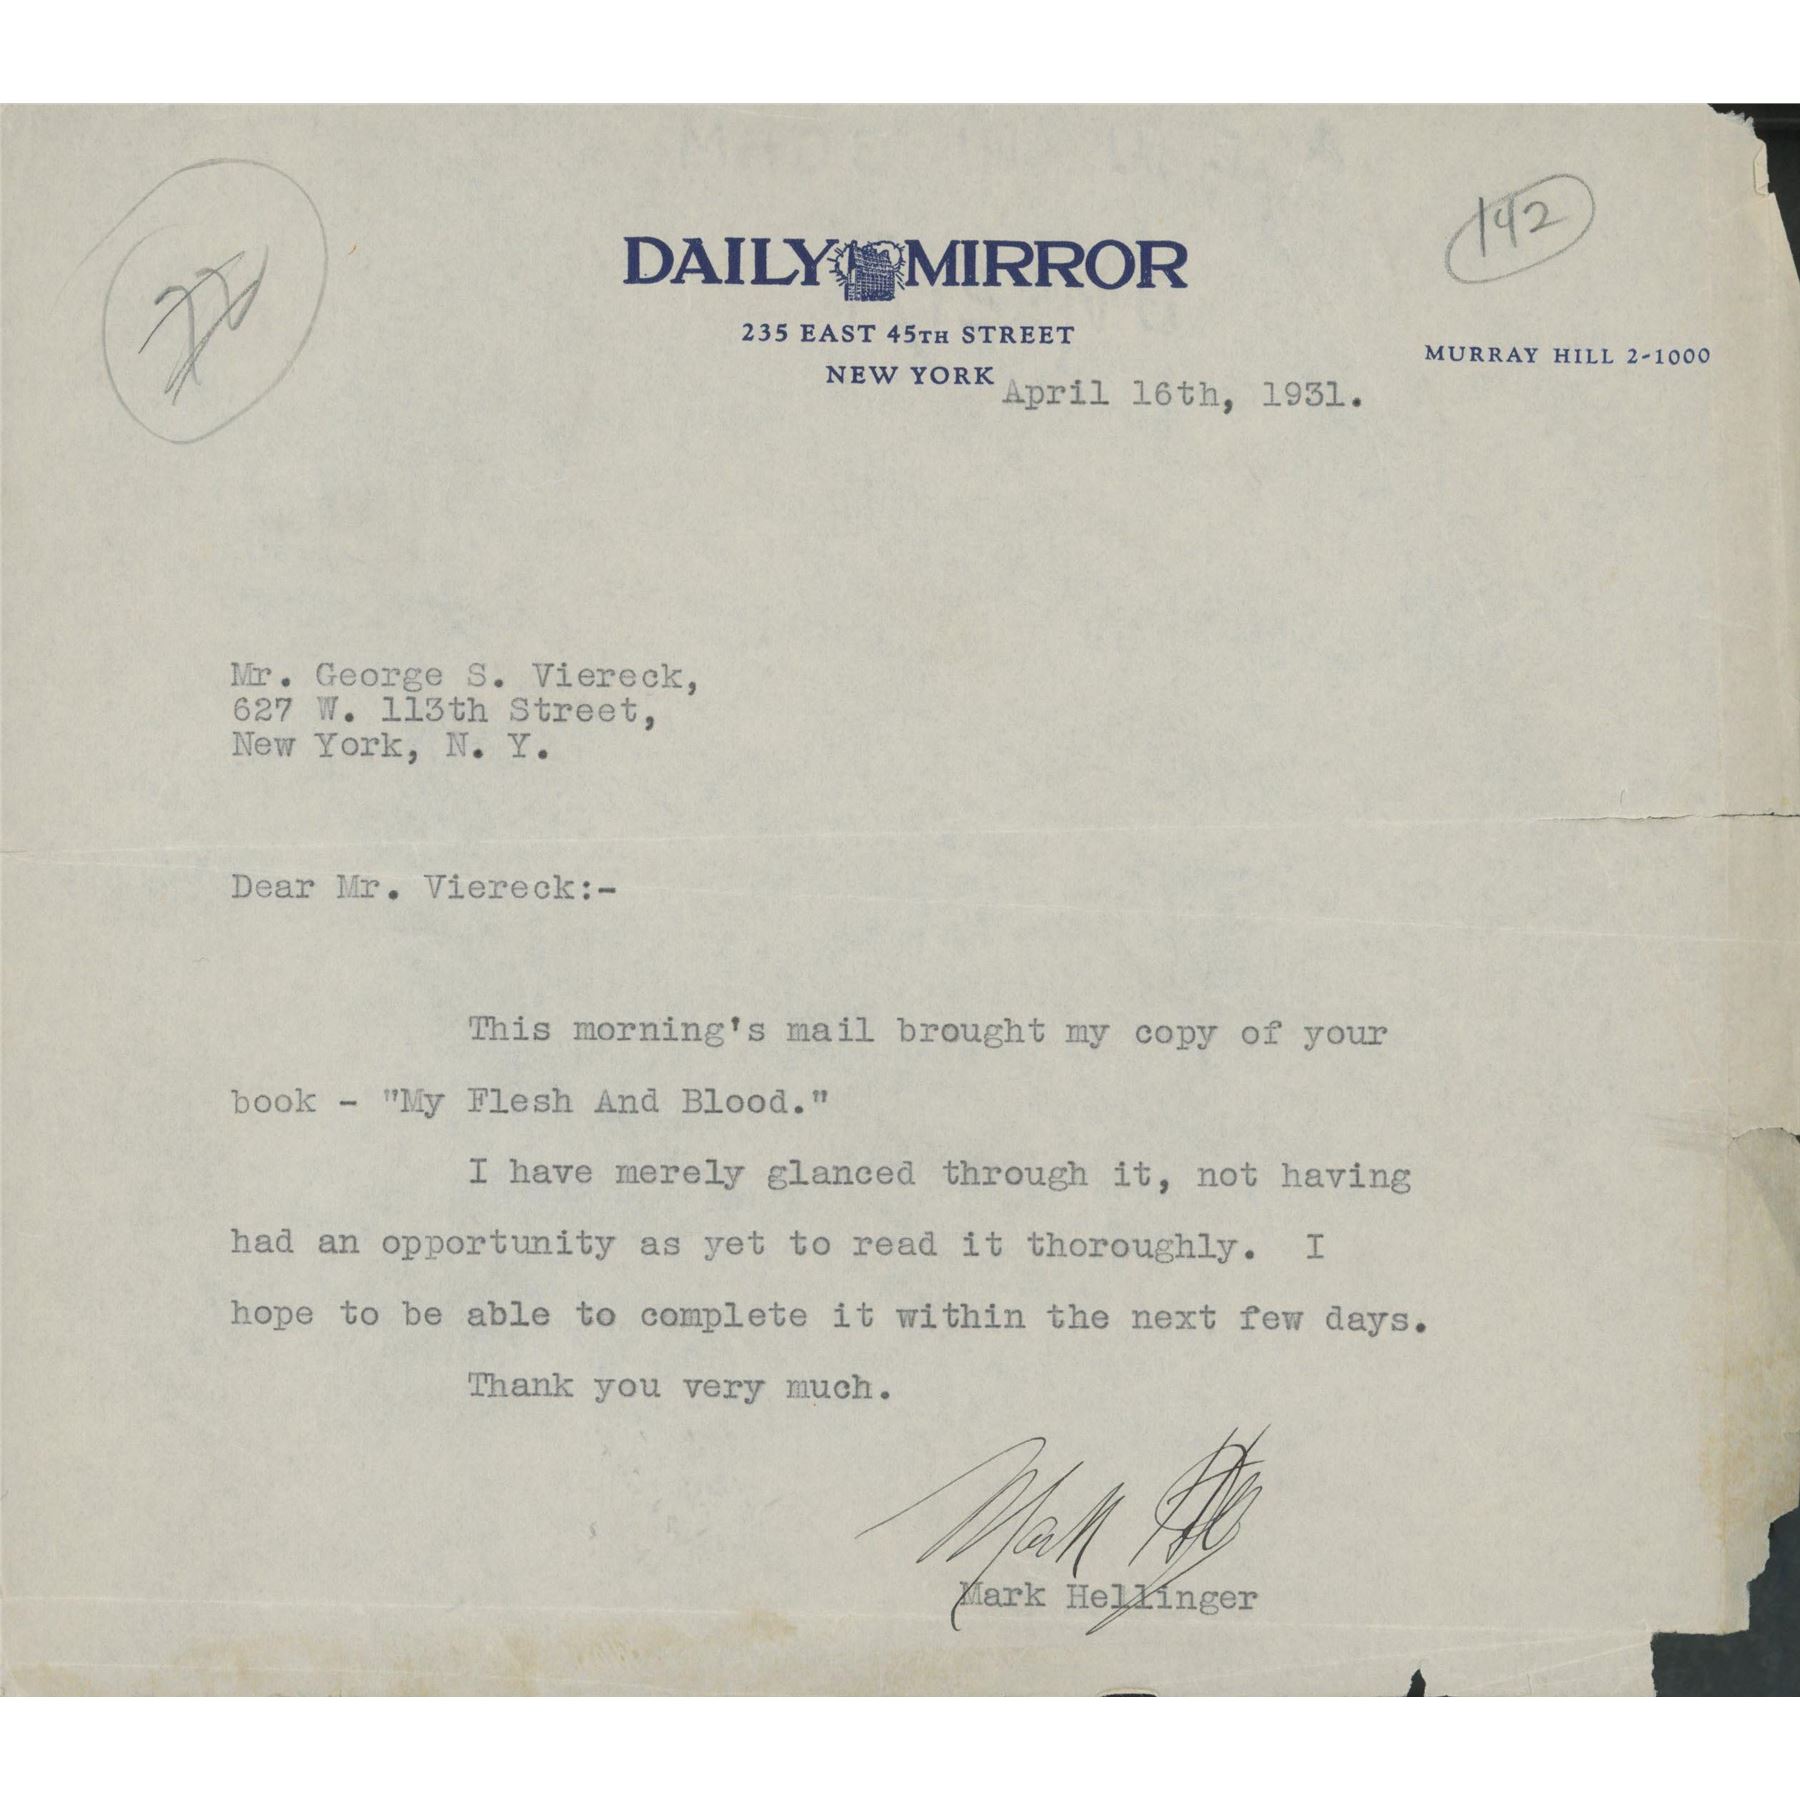 142
DAILY MIRROR
235 EAST 45TH STREET
NEW YORK
MURRAY HILL 2-1000
April 16th, 1931.
Mr. George S. Viereck,
627 W. 113th Street,
New York, N. Y.
Dear Mr. Viereck:-
This morning's mail brought my copy of your
book - "My Flesh And Blood."
I have merely glanced through it, not having
had an opportunity as yet to read it thoroughly. I
hope to be able to complete it within the next few days.
Thank you very much.
Mark
Mark Hellinger